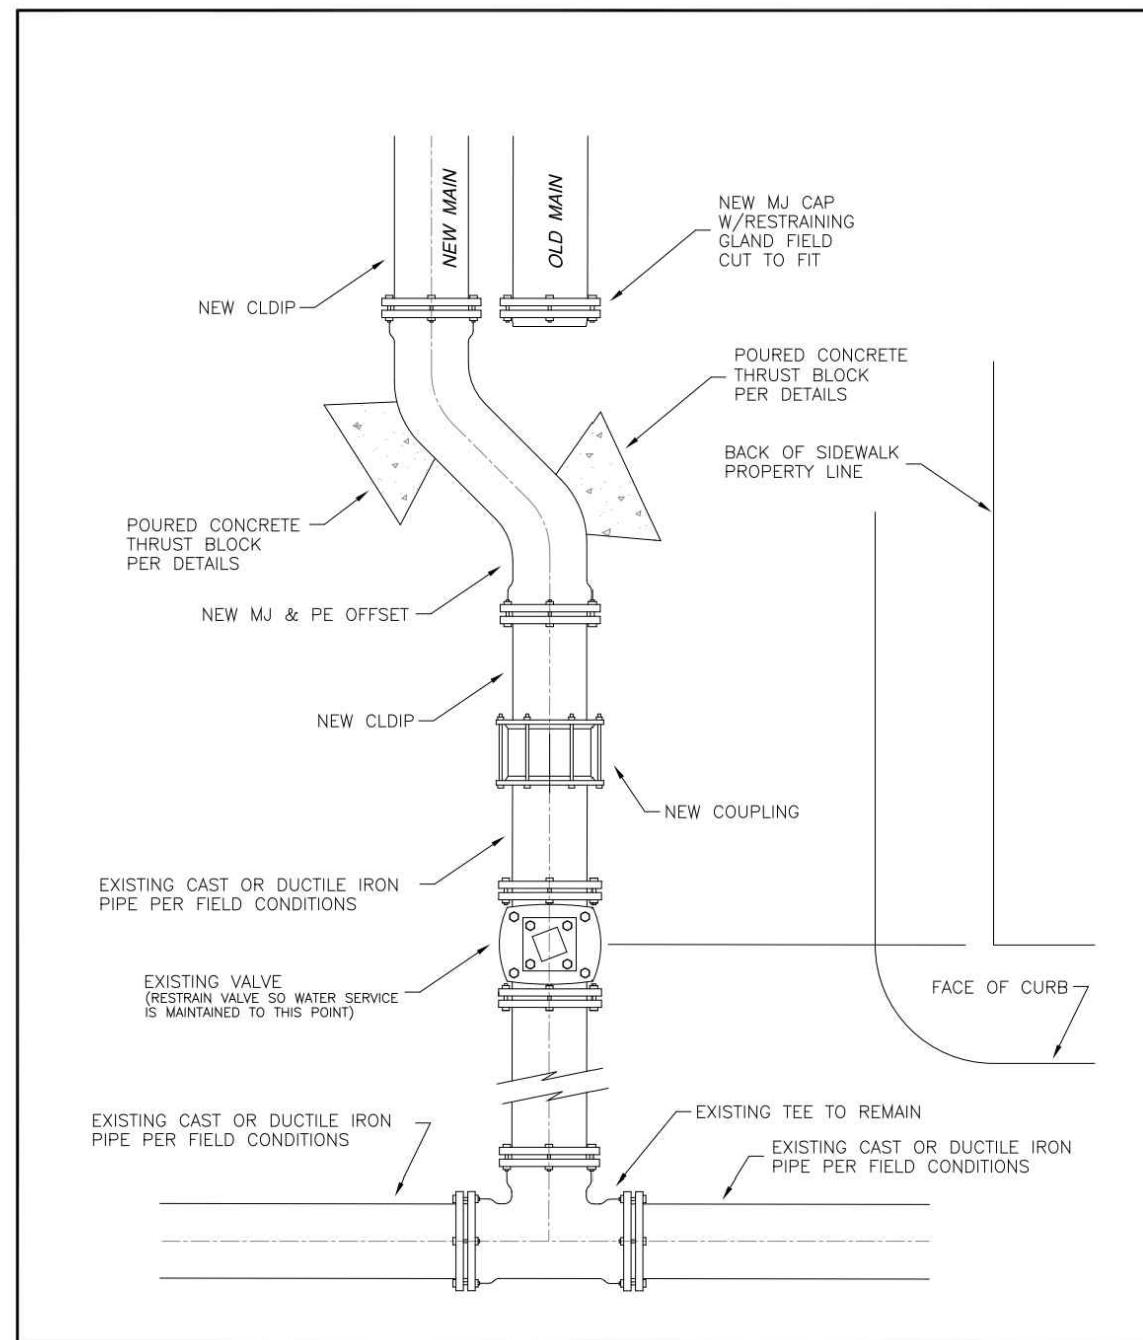 NEW MAIN
OLD MAIN
NEW MJ CAP
W/RESTRAINING
GLAND FIELD
CUT TO FIT
NEW CLDIP
POURED CONCRETE
THRUST BLOCK
PER DETAILS
BACK OF SIDEWALK
PROPERTY LINE
POURED CONCRETE
THRUST BLOCK
PER DETAILS
NEW MJ & PE OFFSET
NEW CLDIP
NEW COUPLING
EXISTING CAST OR DUCTILE IRON
PIPE PER FIELD CONDITIONS
EXISTING VALVE
(RESTRAIN VALVE SO WATER SERVICE
IS MAINTAINED TO THIS POINT)
FACE OF CURB
EXISTING CAST OR DUCTILE IRON
PIPE PER FIELD CONDITIONS
EXISTING TEE TO REMAIN
EXISTING CAST OR DUCTILE IRON
PIPE PER FIELD CONDITIONS